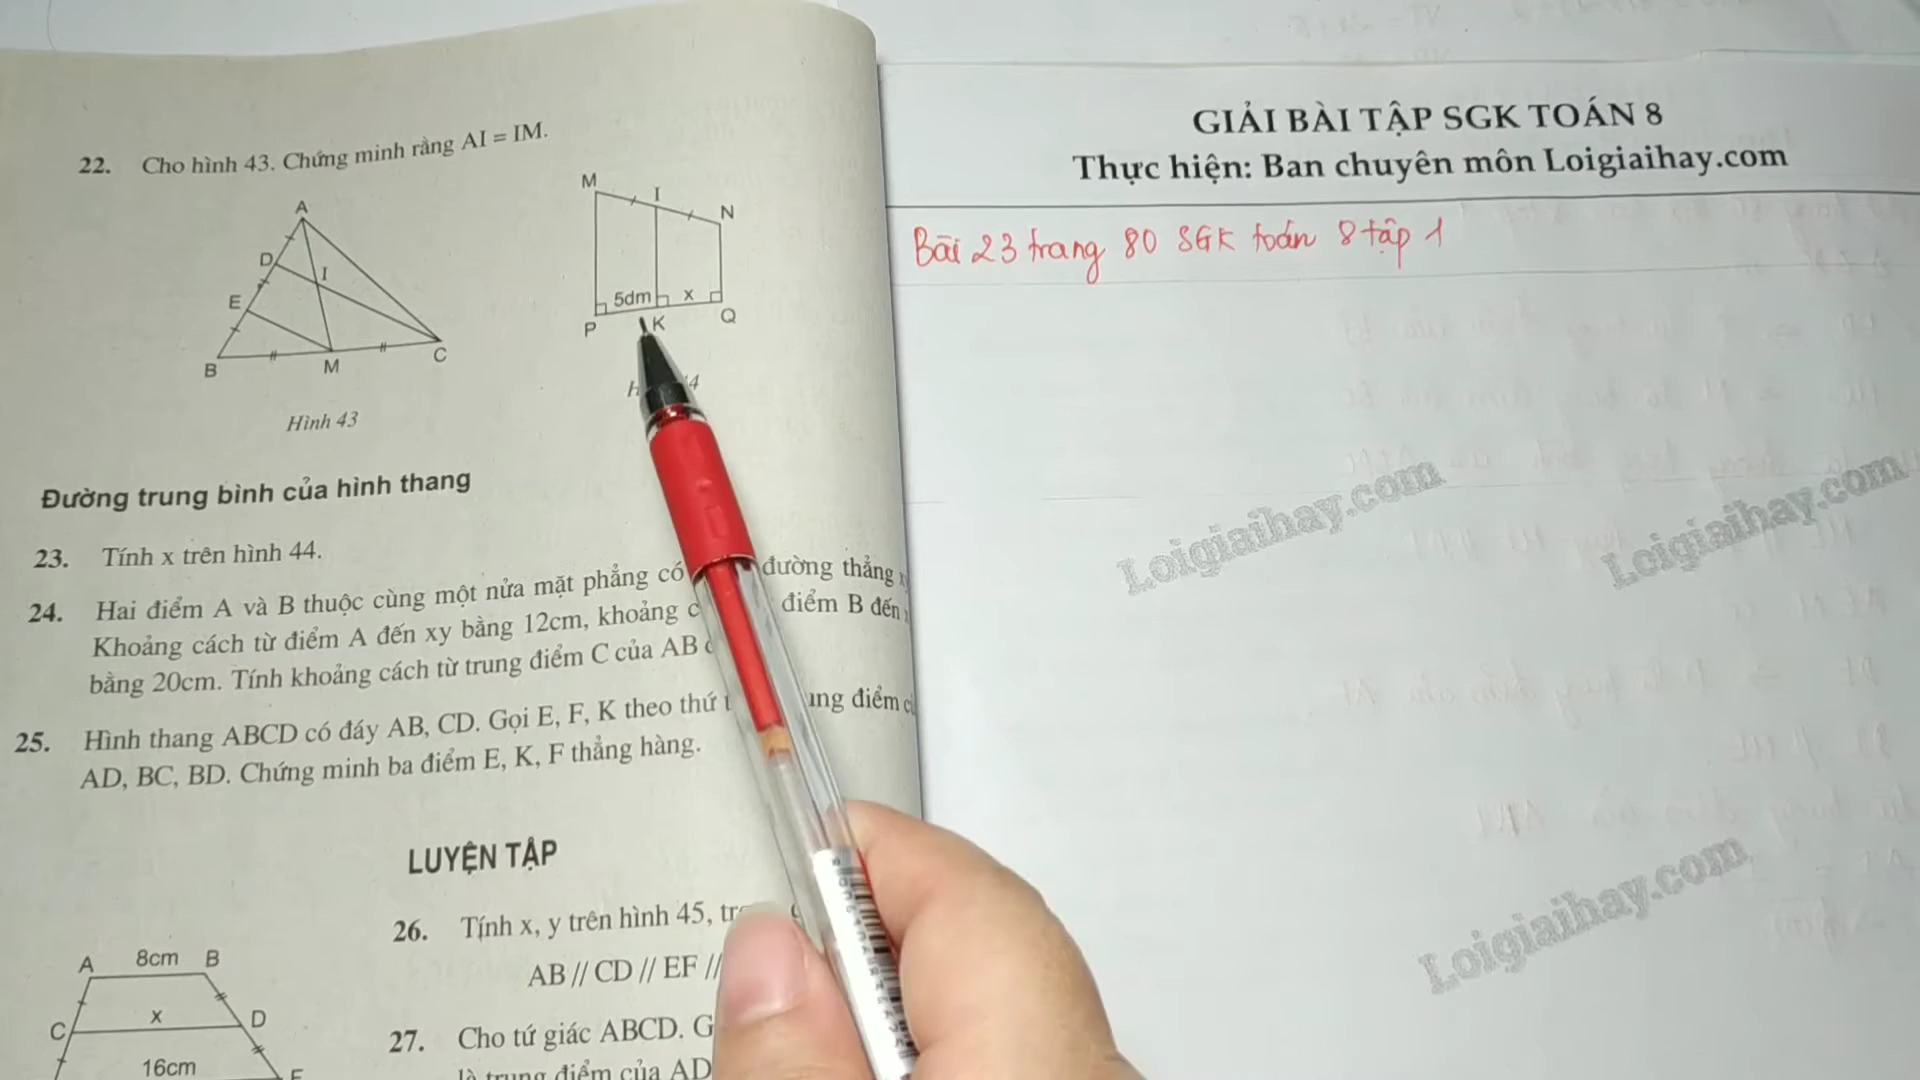 22. Cho hình 43. Chứng minh rằng AI = IM.
A
D
I
E
B
M
C
Hình 43
M
I
N
5dm
x
P
K
Q
Đường trung bình của hình thang
23. Tính x trên hình 44.
24. Hai điểm A và B thuộc cùng một nửa mặt phẳng có đường thẳng
Khoảng cách từ điểm A đến xy bằng 12cm, khoảng điểm B đến
bằng 20cm. Tính khoảng cách từ trung điểm C của AB
25. Hình thang ABCD có đáy AB, CD. Gọi E, F, K theo thứ điểm
AD, BC, BD. Chứng minh ba điểm E, K, F thẳng hàng.
LUYỆN TẬP
26. Tính x, y trên hình 45,
AB // CD // EF //
27. Cho tứ giác ABCD.
là trung điểm của AD
A
8cm
B
C
x
D
16cm
F
GIẢI BÀI TẬP SGK TOÁN 8
Thực hiện: Ban chuyên môn Loigiaihay.com
Bài 23 trang 80 SGK toán 8 tập 1
Loigiaihay.com
Loigiaihay.com
Loigiaihay.com